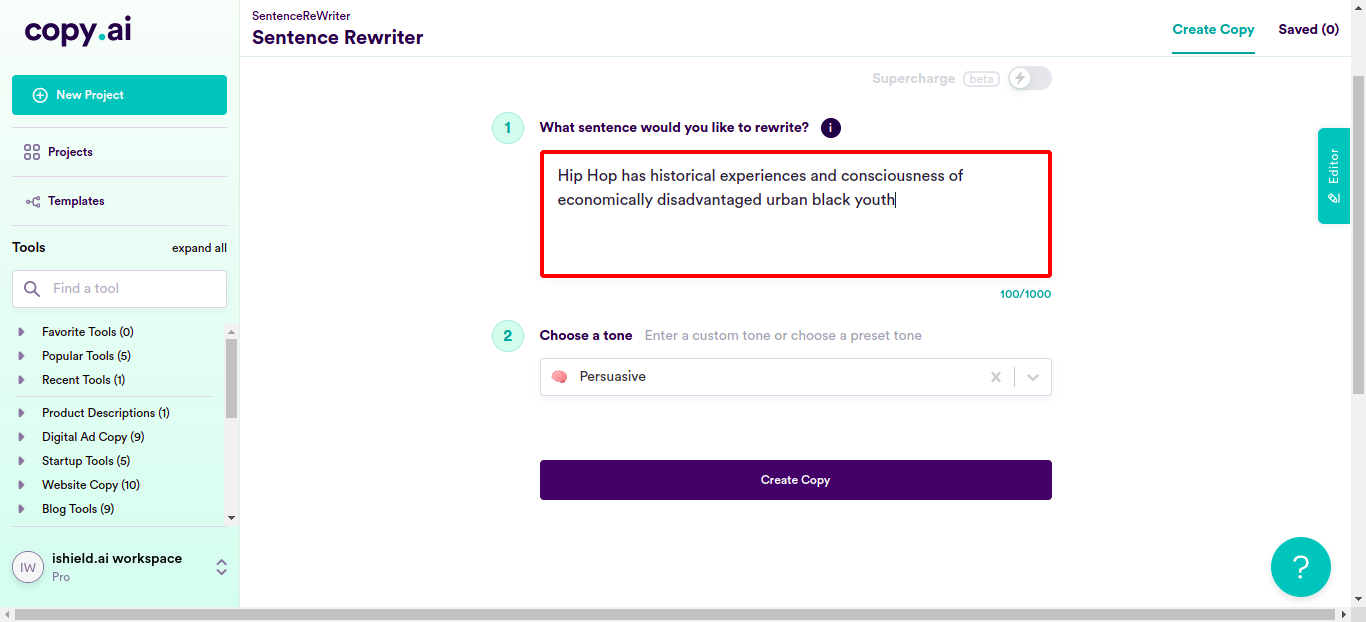 copy.ai
New Project
Projects
Templates
Tools expand all
Find a tool
Favorite Tools (0)
Popular Tools (5)
Recent Tools (1)
Product Descriptions (1)
Digital Ad Copy (9)
Startup Tools (5)
Website Copy (10)
Blog Tools (9)
IW
ishield.ai workspace
Pro
SentenceReWriter
Sentence Rewriter
Create Copy Saved (0)
Supercharge beta
1 What sentence would you like to rewrite? i
Hip Hop has historical experiences and consciousness of
economically disadvantaged urban black youth
100/1000
2 Choose a tone Enter a custom tone or choose a preset tone
Persuasive
Create Copy
Editor
?